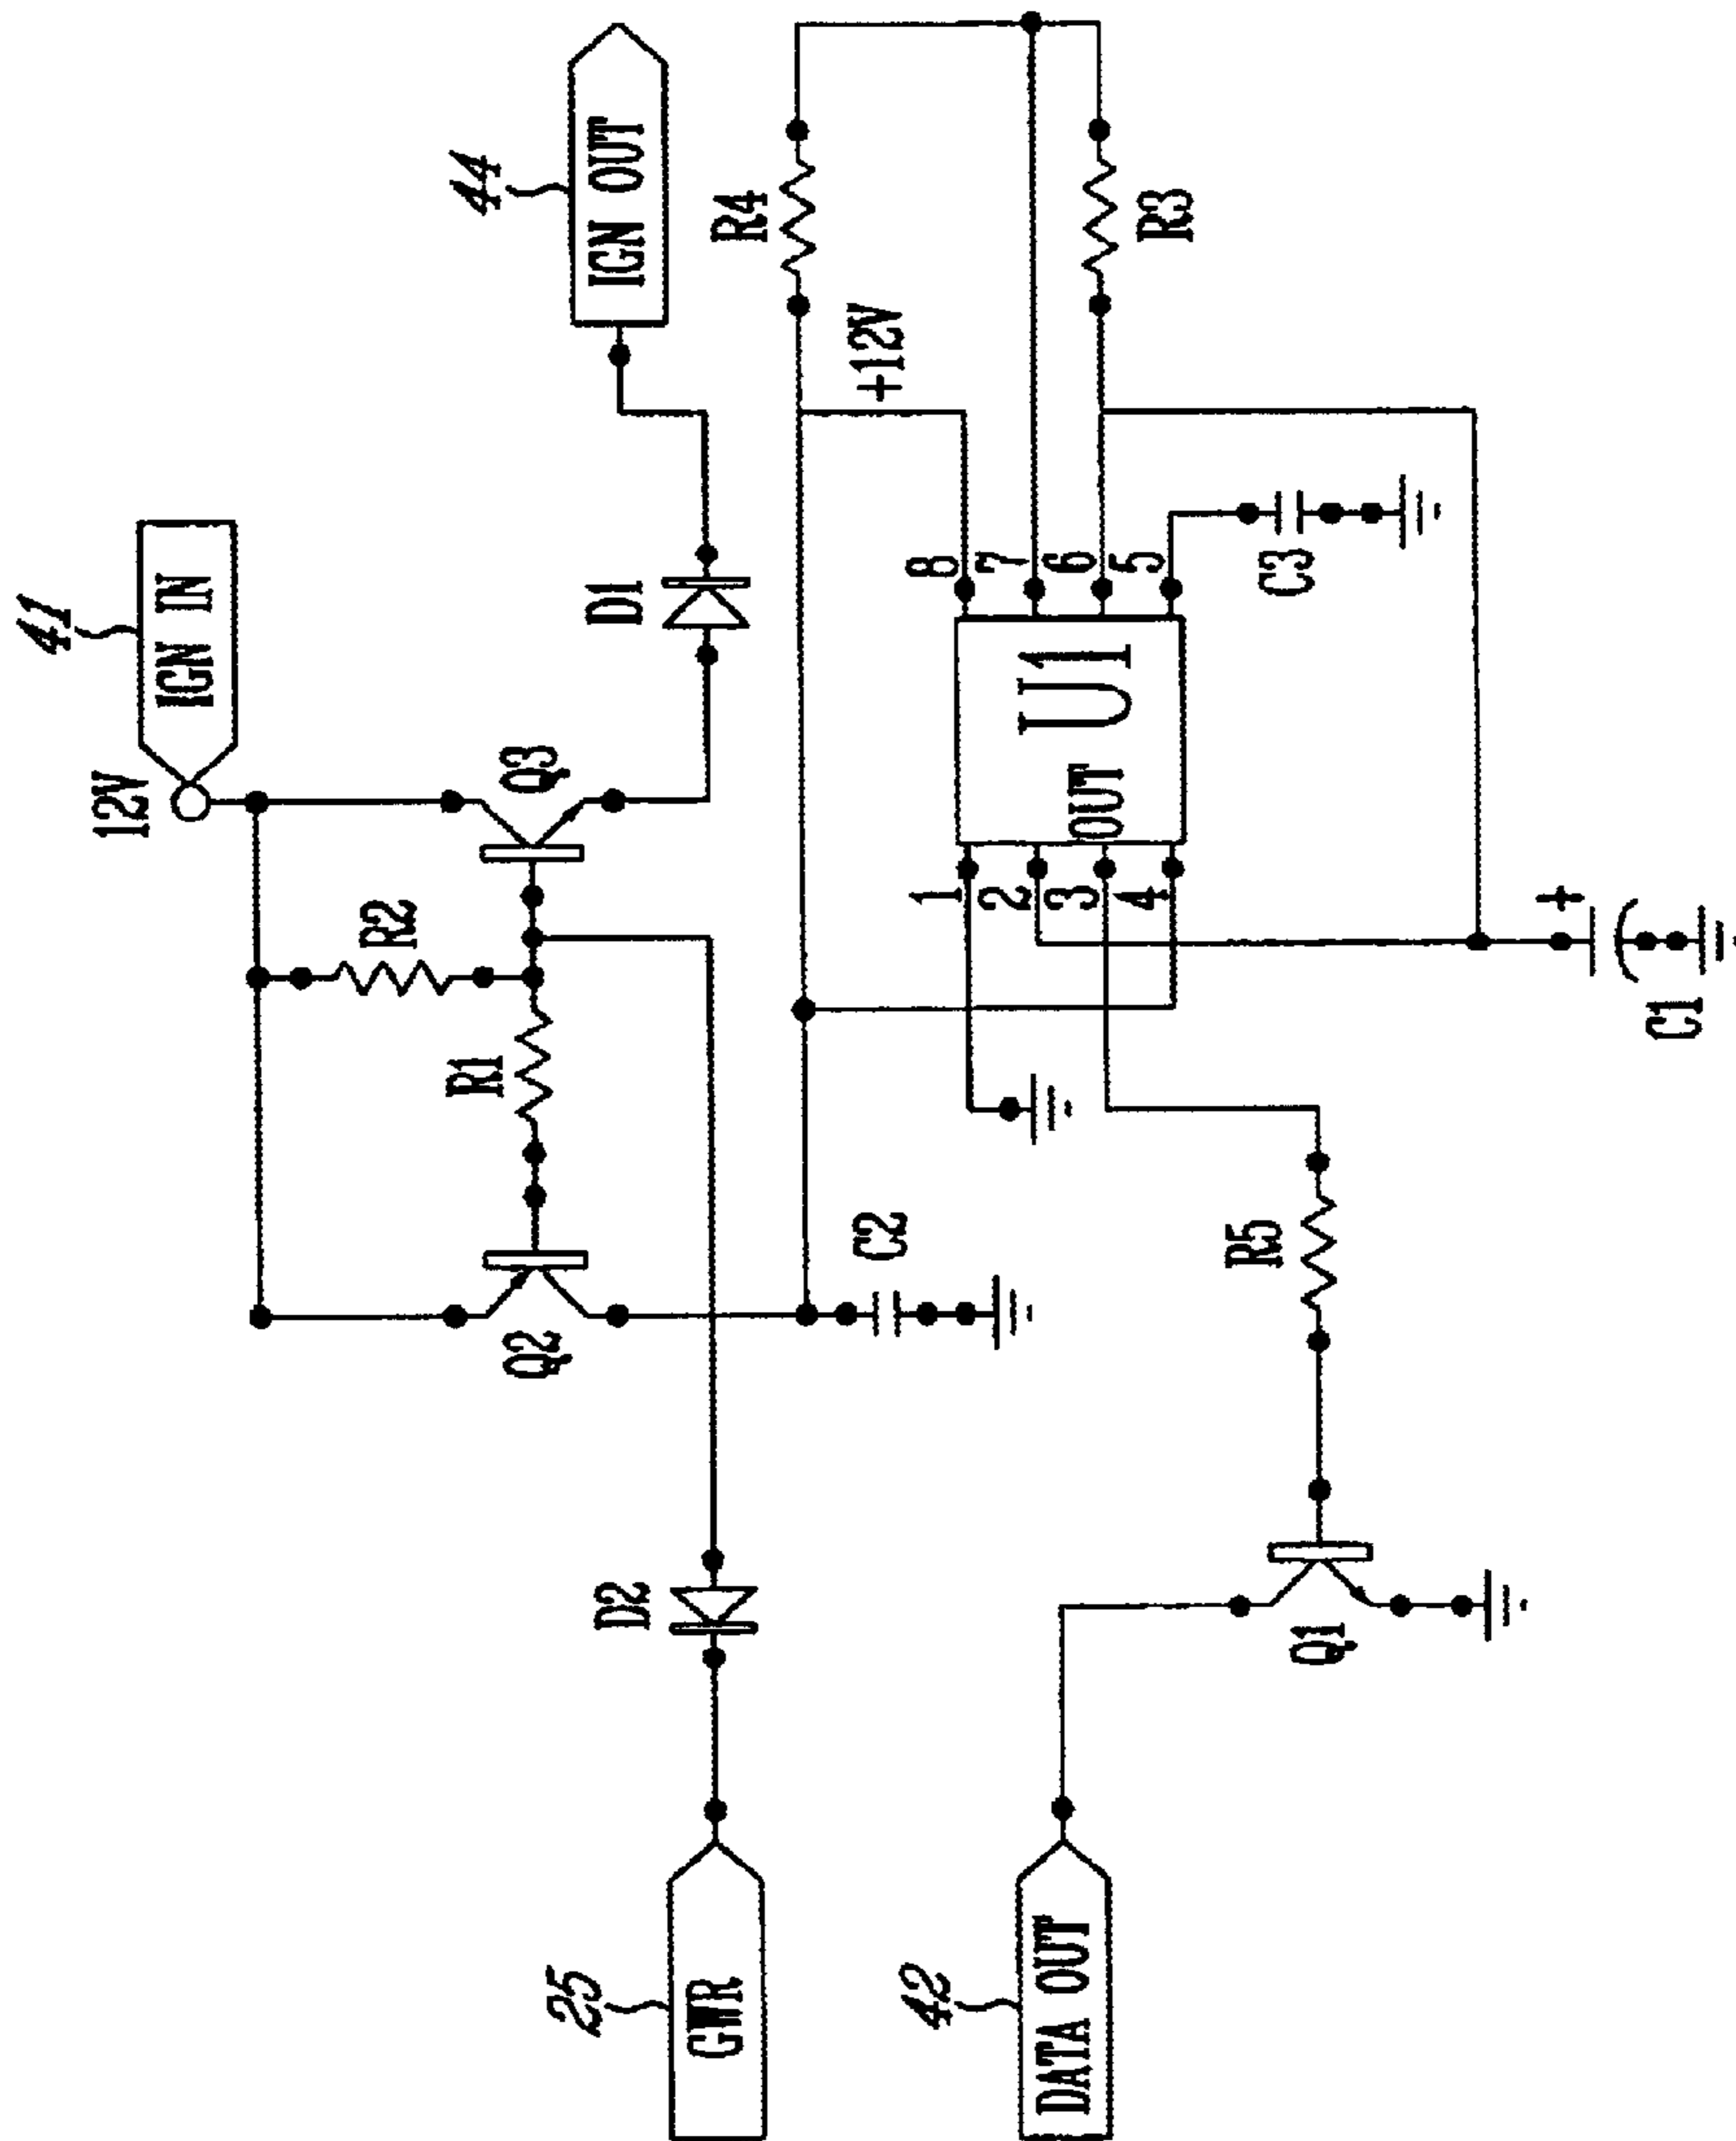 41
IGN IN
12V
44
IGN OUT
Q3
D1
R2
R1
Q2
R4
+12V
R3
8
7
6
5
U1
OUT
1
2
3
4
C3
C1
C2
R5
D2
Q1
25
GWR
42
DATA OUT